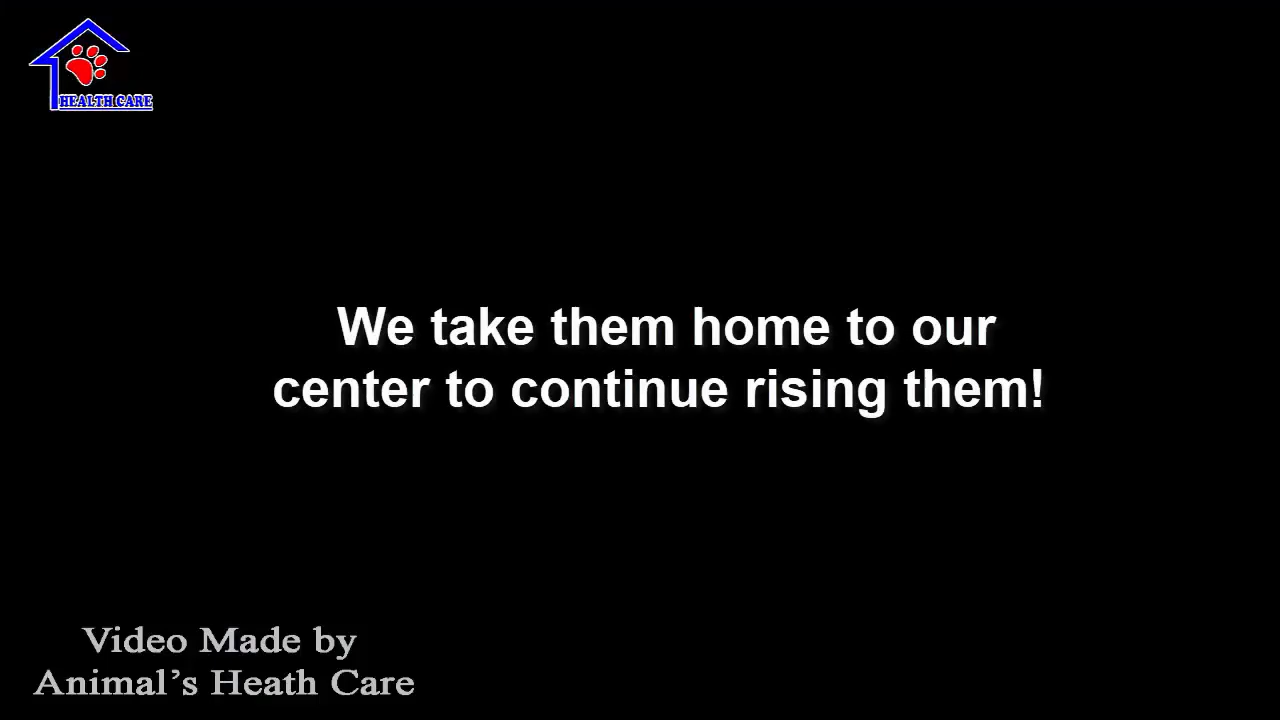 HEALTH CARE
We take them home to our
center to continue rising them!
Video Made by
Animal's Heath Care